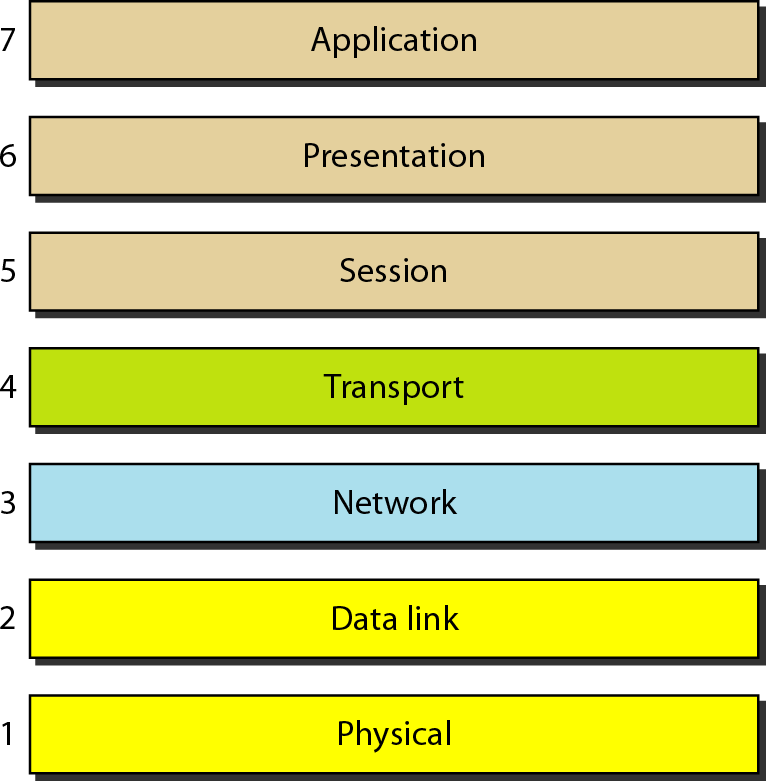 7 Application
6 Presentation
5 Session
4 Transport
3 Network
2 Data link
1 Physical